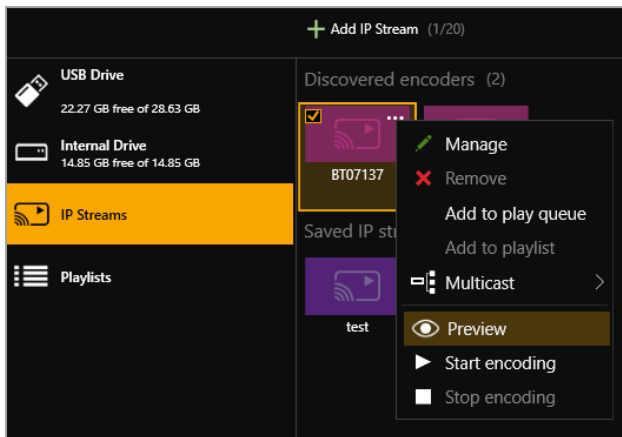 Add IP Stream (1/20)
USB Drive
22.27 GB free of 28.63 GB
Internal Drive
14.85 GB free of 14.85 GB
IP Streams
Playlists
Discovered encoders (2)
BT07137
Saved IP str
test
Manage
Remove
Add to play queue
Add to playlist
Multicast
Preview
Start encoding
Stop encoding